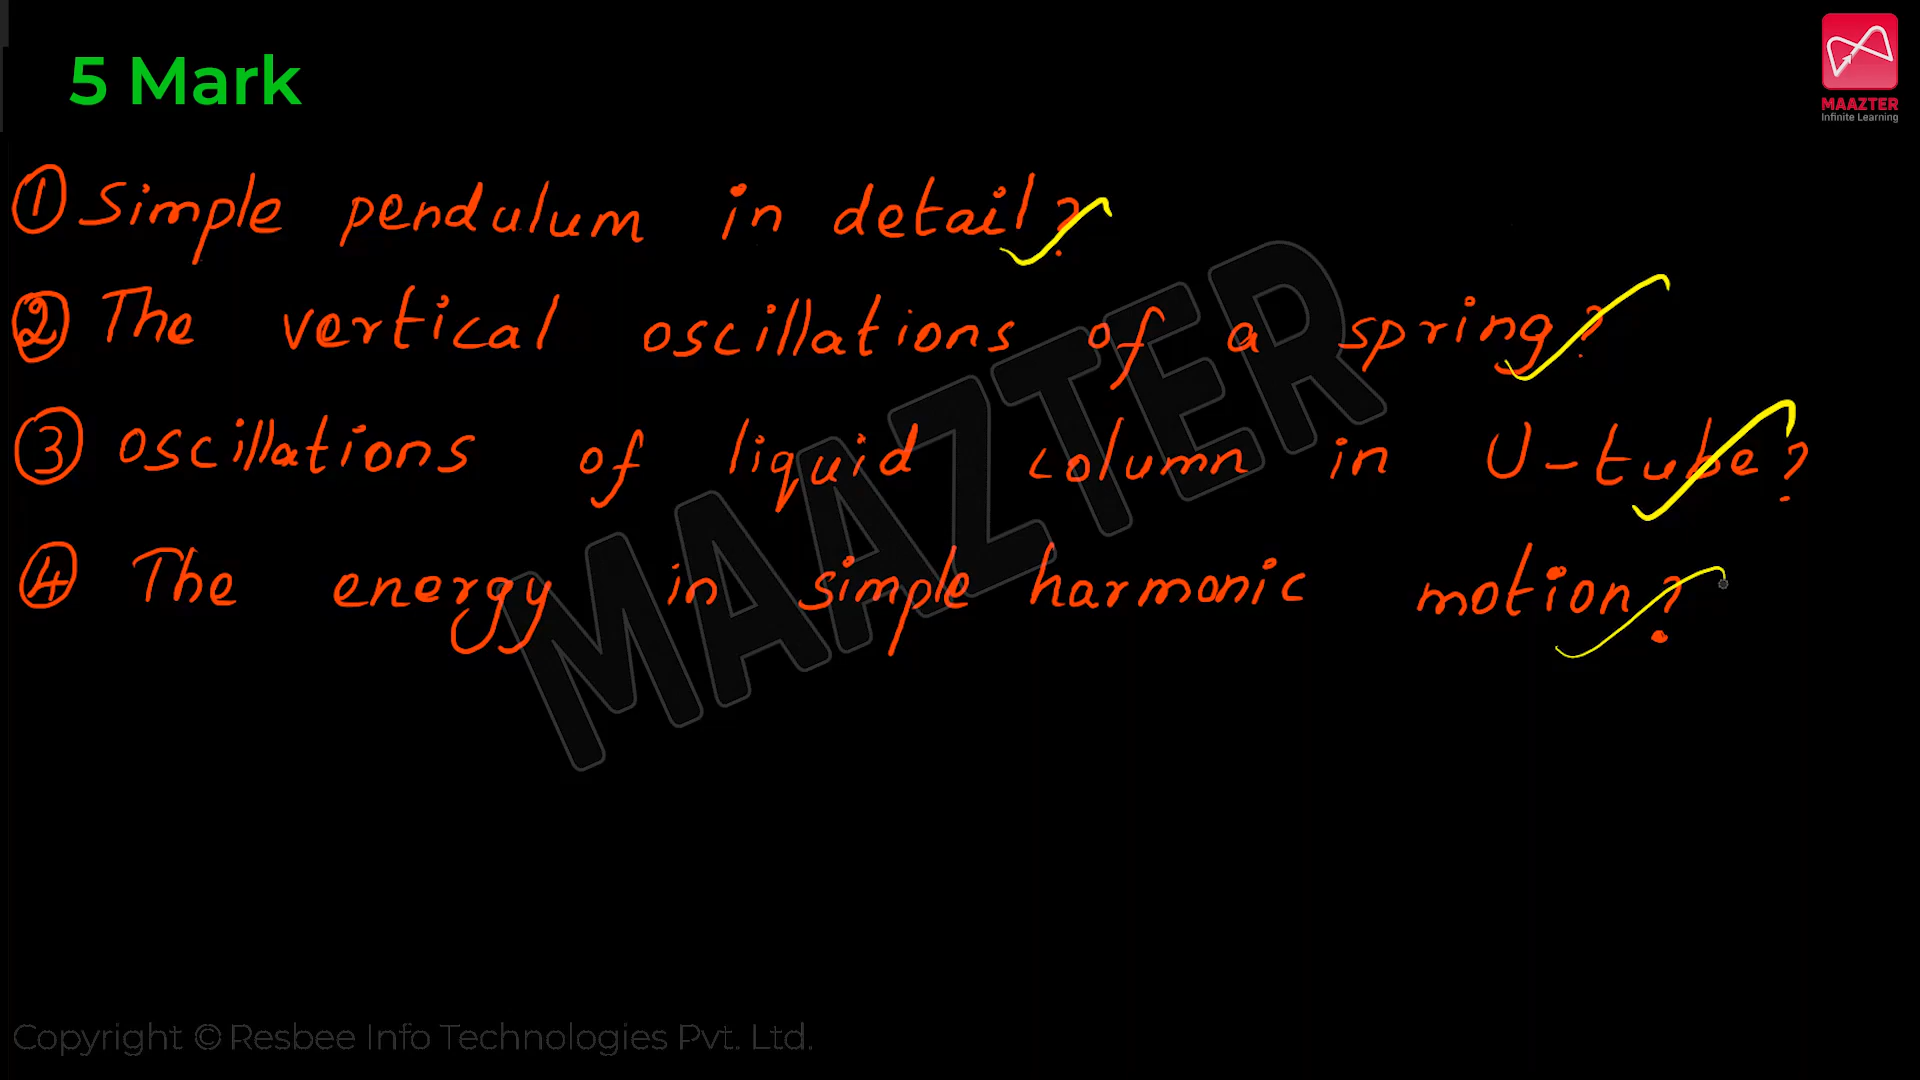 5 Mark
MAAZTER
Infinite Learning
① Simple pendulum in detail?
② The vertical oscillations of a spring?
③ oscillations of liquid column in U-tube?
④ The energy in simple harmonic motion?
MAAZTER
Copyright © Resbee Info Technologies Pvt. Ltd.